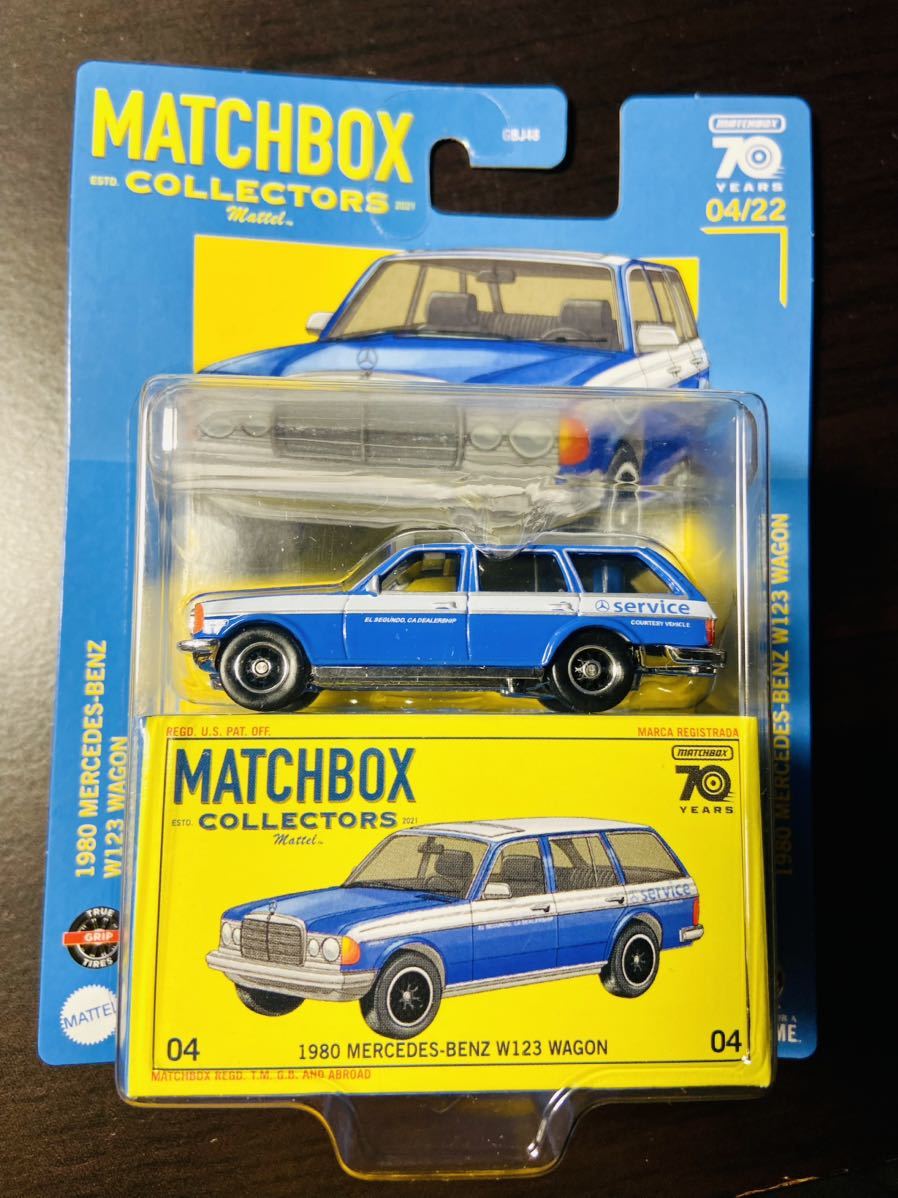 MATCHBOX
ESTD. COLLECTORS 2021
Mattel™
GBJ48
MATCHBOX
70
YEARS
04/22
1980 MERCEDES-BENZ
W123 WAGON
1980 MERCEDES-BENZ W123 WAGON
EL SEGUNDO, CA DEALERSHIP
service
COURTESY VEHICLE
REGD. U.S. PAT. OFF.
MARCA REGISTRADA
MATCHBOX
ESTD. COLLECTORS 2021
Mattel™
MATCHBOX
70
YEARS
service
TRUE
GRIP
TIRES
MATTEL
04
1980 MERCEDES-BENZ W123 WAGON
04
MATCHBOX REGD. T.M. G.B. AND ABROAD